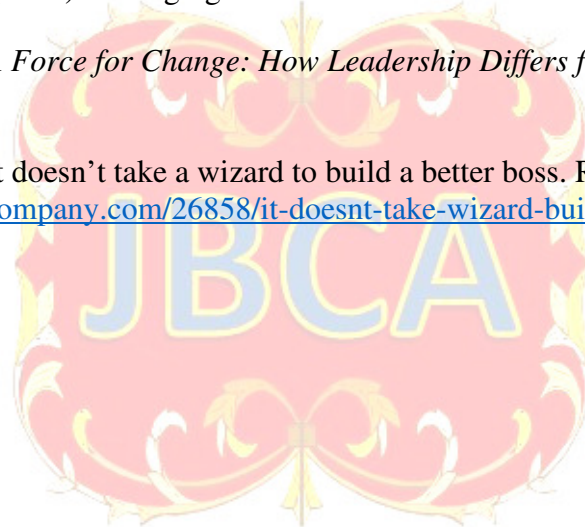 Force for Change: How Leadership Differs f
t doesn’t take a wizard to build a better boss. R
ompany.com/26858/it-doesnt-take-wizard-bui
JBCA